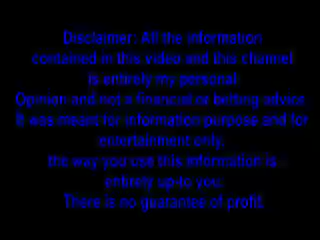 Disclaimer: All the information
contained in this video and this channel
is entirely my personal
Opinion and not a financial or betting advice.
It was meant for information purpose and for
entertainment only.
the way you use this information is
entirely up-to you.
There is no guarantee of profit.